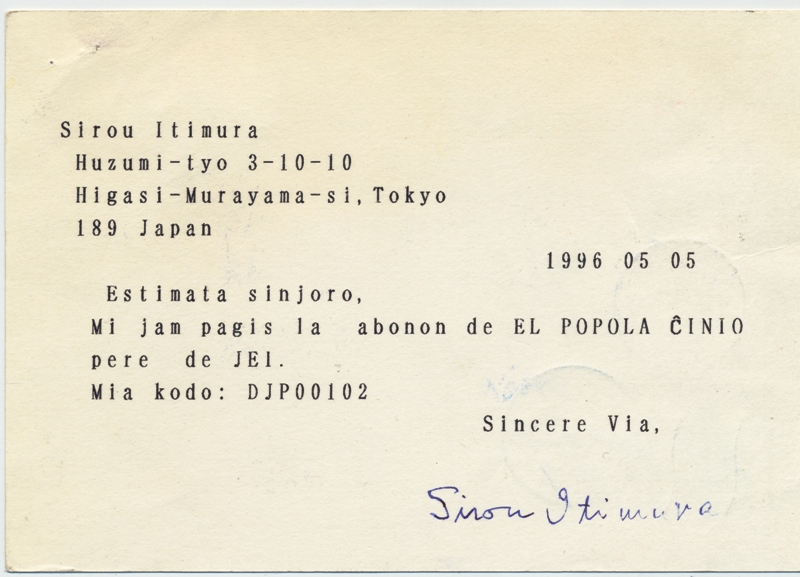 Sirou Itimura
Huzumi-tyo 3-10-10
Higasi-Murayama-si, Tokyo
189 Japan
1996 05 05
Estimata sinjoro,
Mi jam pagis la abonon de EL POPOLA ĈINIO
pere de JEI.
Mia kodo: DJP00102
Sincere Via,
Sirou Itimura